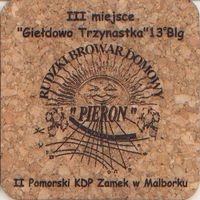 III miejsce
"Giełdowo Trzynastka"13°Blg
RUDZKI BROWAR DOMOWY
"PIERON"
II Pomorski KDP Zamek w Malborku